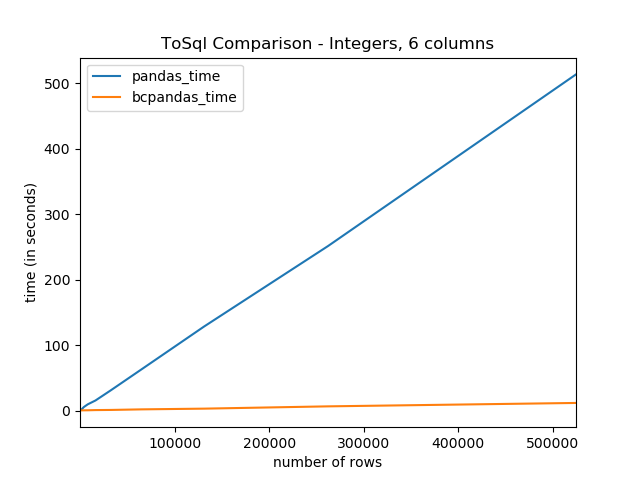 ToSql Comparison - Integers, 6 columns
pandas_time
bcpandas_time
500
400
300
200
100
0
time (in seconds)
100000 200000 300000 400000 500000
number of rows